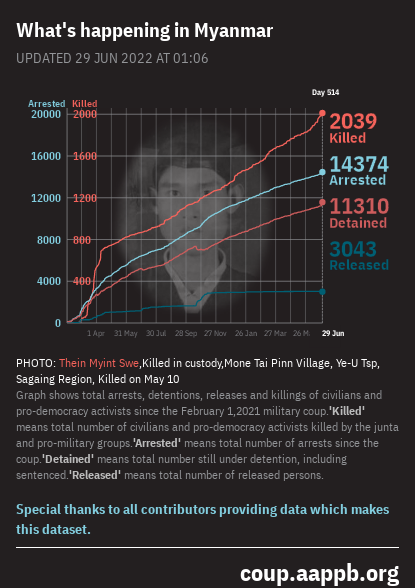 What's happening in Myanmar
UPDATED 29 JUN 2022 AT 01:06
Day 514
Arrested Killed
20000 2000
16000 1600
12000 1200
8000 800
4000 400
0
2039
Killed
14374
Arrested
11310
Detained
3043
Released
1 Apr 31 May 30 Jul 28 Sep 27 Nov 26 Jan 27 Mar 26 M 29 Jun
PHOTO: Thein Myint Swe,Killed in custody,Mone Tai Pinn Village, Ye-U Tsp,
Sagaing Region, Killed on May 10
Graph shows total arrests, detentions, releases and killings of civilians and
pro-democracy activists since the February 1,2021 military coup.'Killed'
means total number of civilians and pro-democracy activists killed by the junta
and pro-military groups.'Arrested' means total number of arrests since the
coup.'Detained' means total number still under detention, including
sentenced.'Released' means total number of released persons.
Special thanks to all contributors providing data which makes
this dataset.
coup.aappb.org